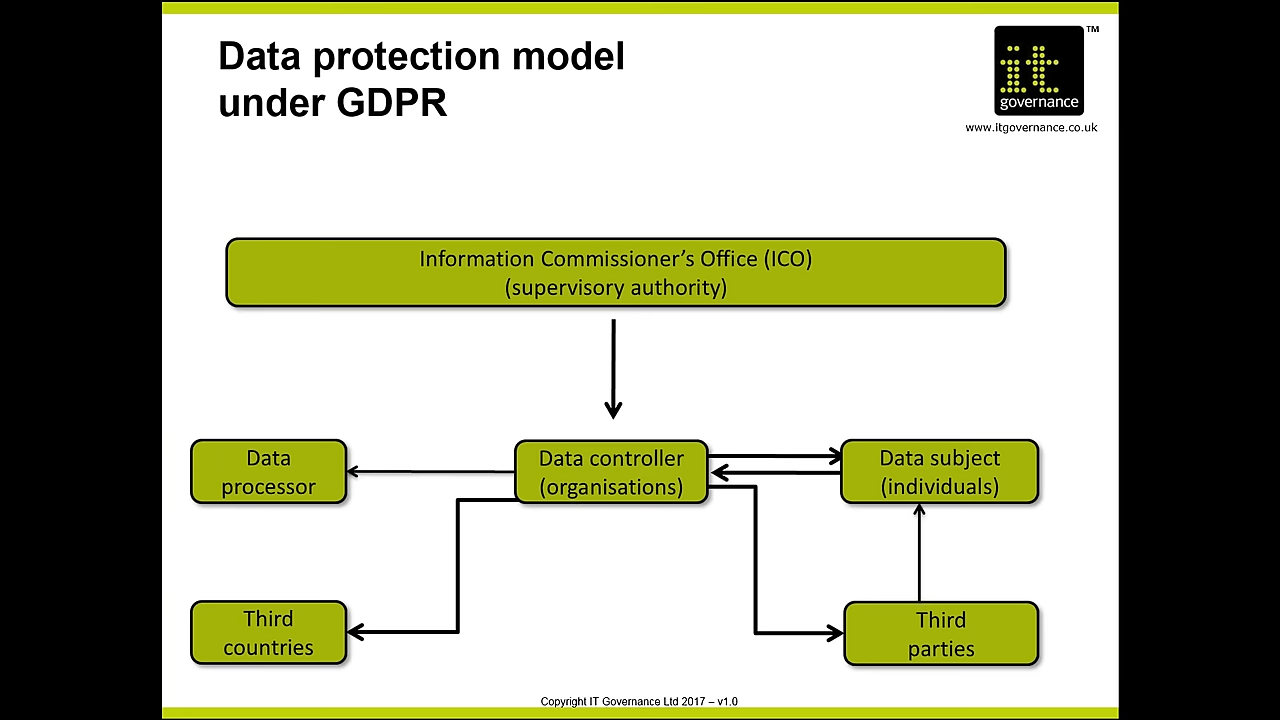 Data protection model
under GDPR
it
governance
TM
www.itgovernance.co.uk
Information Commissioner’s Office (ICO)
(supervisory authority)
Data
processor
Data controller
(organisations)
Data subject
(individuals)
Third
countries
Third
parties
Copyright IT Governance Ltd 2017 – v1.0